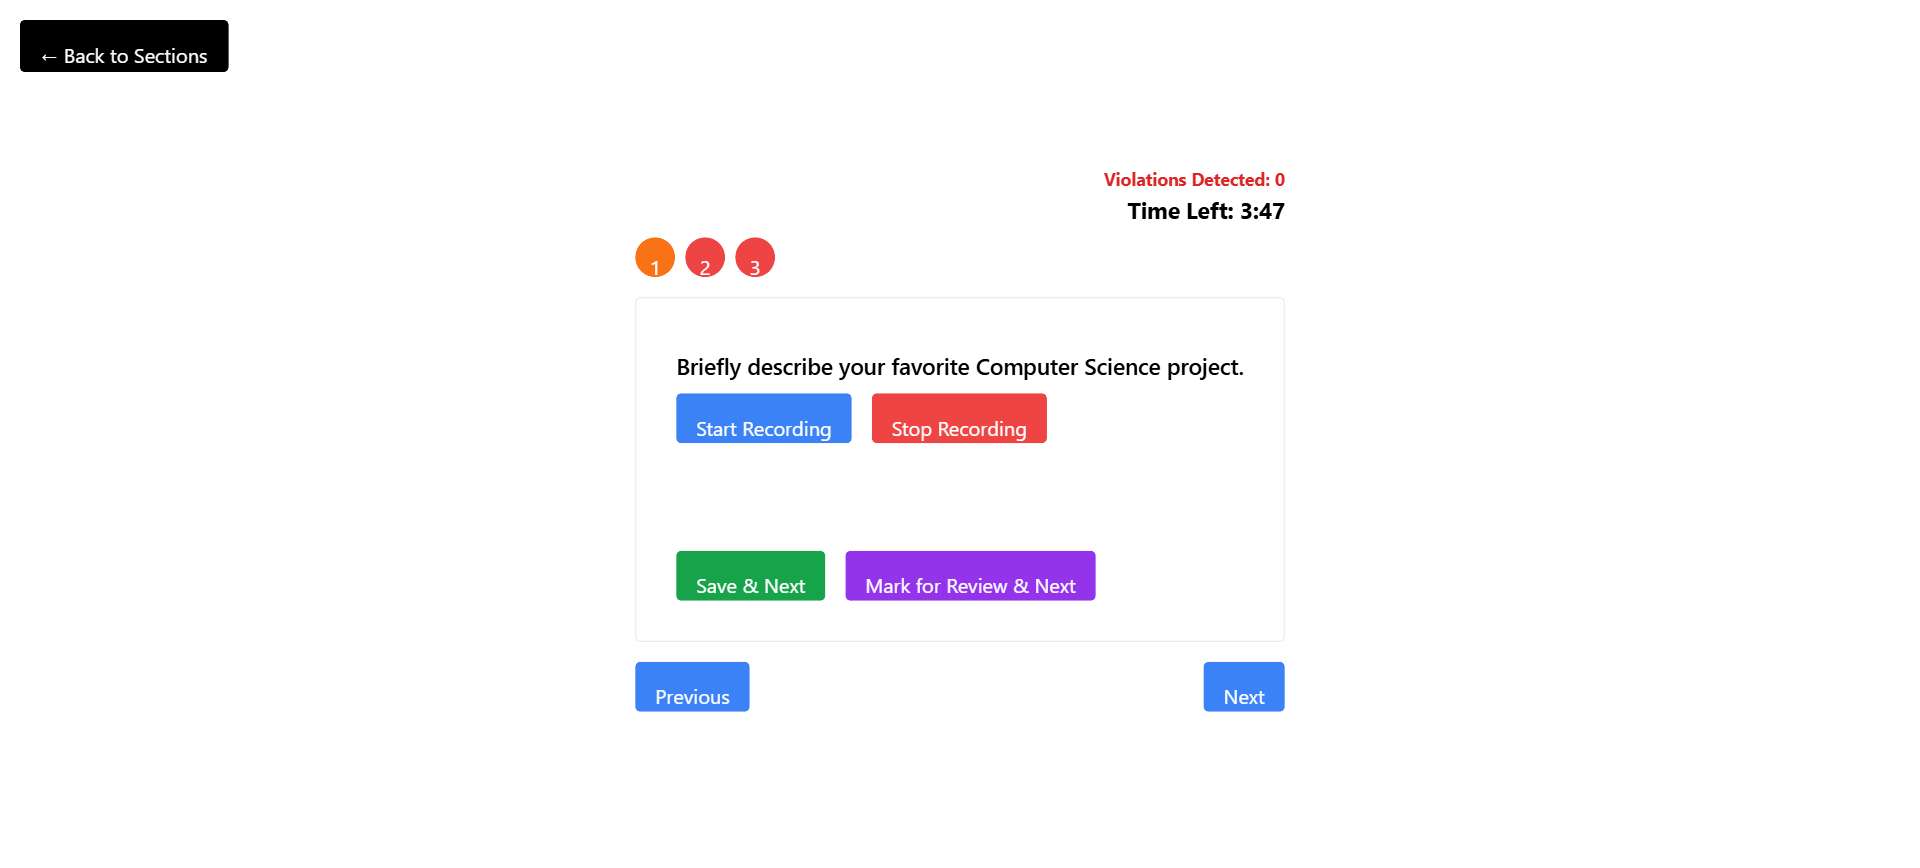 ← Back to Sections
Violations Detected: 0
Time Left: 3:47
1 2 3
Briefly describe your favorite Computer Science project.
Start Recording Stop Recording
Save & Next Mark for Review & Next
Previous Next